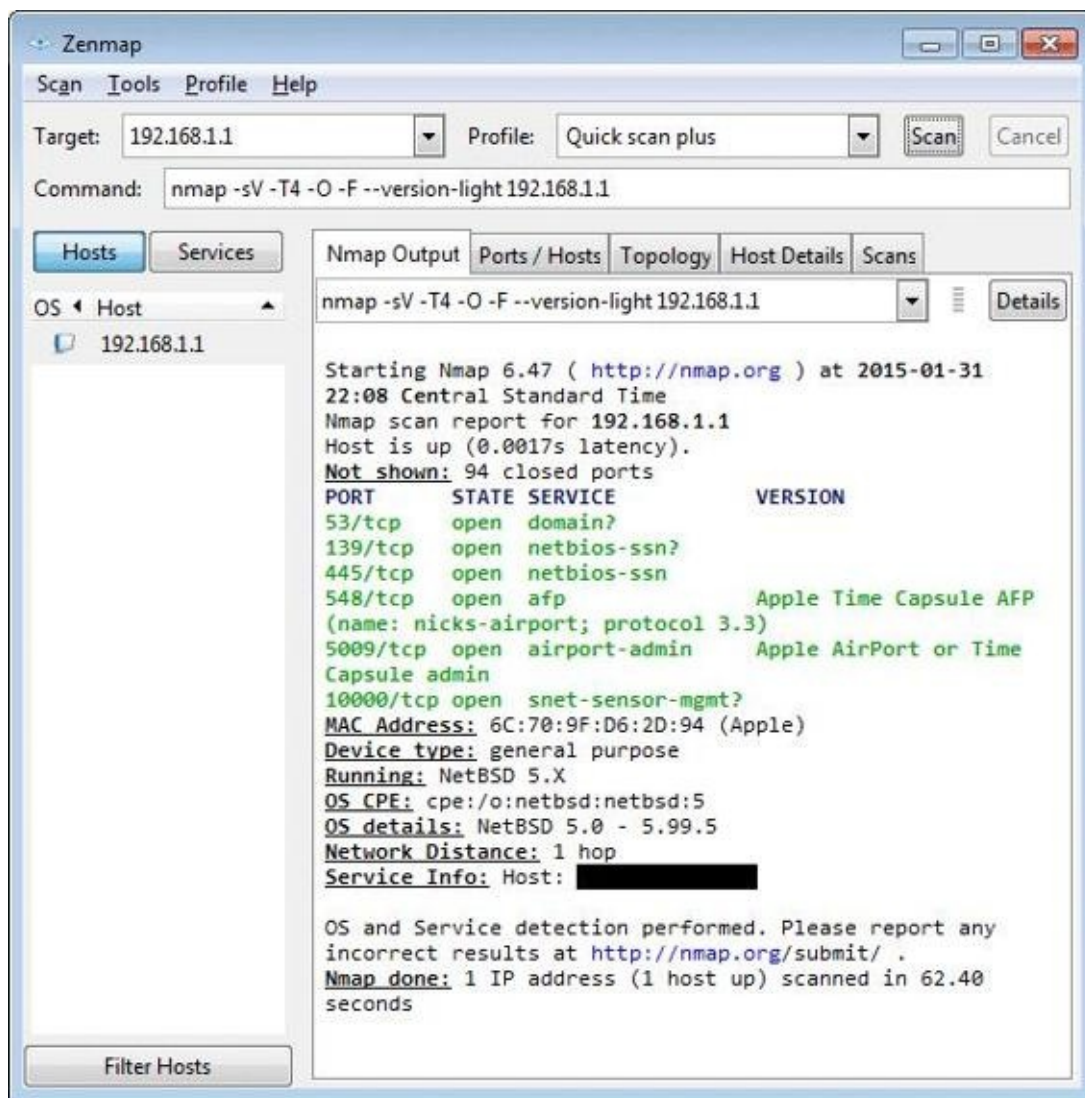 Zenmap
Scan Tools Profile Help
Target: 192.168.1.1 Profile: Quick scan plus Scan Cancel
Command: nmap -sV -T4 -O -F --version-light 192.168.1.1
Hosts Services
Nmap Output Ports / Hosts Topology Host Details Scans
OS Host
nmap -sV -T4 -O -F --version-light 192.168.1.1 Details
192.168.1.1
Starting Nmap 6.47 ( http://nmap.org ) at 2015-01-31
22:08 Central Standard Time
Nmap scan report for 192.168.1.1
Host is up (0.0017s latency).
Not shown: 94 closed ports
PORT STATE SERVICE VERSION
53/tcp open domain?
139/tcp open netbios-ssn?
445/tcp open netbios-ssn
548/tcp open afp Apple Time Capsule AFP
(name: nicks-airport; protocol 3.3)
5009/tcp open airport-admin Apple AirPort or Time
Capsule admin
10000/tcp open snet-sensor-mgmt?
MAC Address: 6C:70:9F:D6:2D:94 (Apple)
Device type: general purpose
Running: NetBSD 5.X
OS CPE: cpe:/o:netbsd:netbsd:5
OS details: NetBSD 5.0 - 5.99.5
Network Distance: 1 hop
Service Info: Host:
OS and Service detection performed. Please report any
incorrect results at http://nmap.org/submit/ .
Nmap done: 1 IP address (1 host up) scanned in 62.40
seconds
Filter Hosts